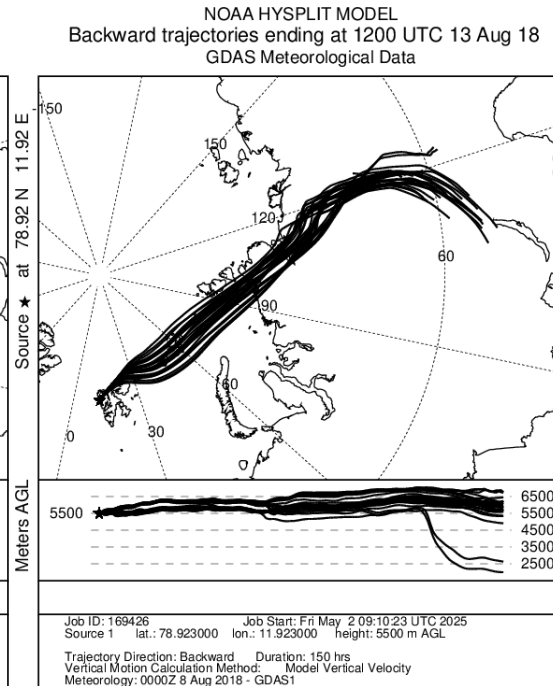 NOAA HYSPLIT MODEL
Backward trajectories ending at 1200 UTC 13 Aug 18
GDAS Meteorological Data
Source ★ at 78.92 N 11.92 E
-150
150
120
60
90
60
30
0
Meters AGL
5500
6500
5500
4500
3500
2500
Job ID: 169426 Job Start: Fri May 2 09:10:23 UTC 2025
Source 1 lat.: 78.923000 lon.: 11.923000 height: 5500 m AGL
Trajectory Direction: Backward Duration: 150 hrs
Vertical Motion Calculation Method: Model Vertical Velocity
Meteorology: 0000Z 8 Aug 2018 - GDAS1